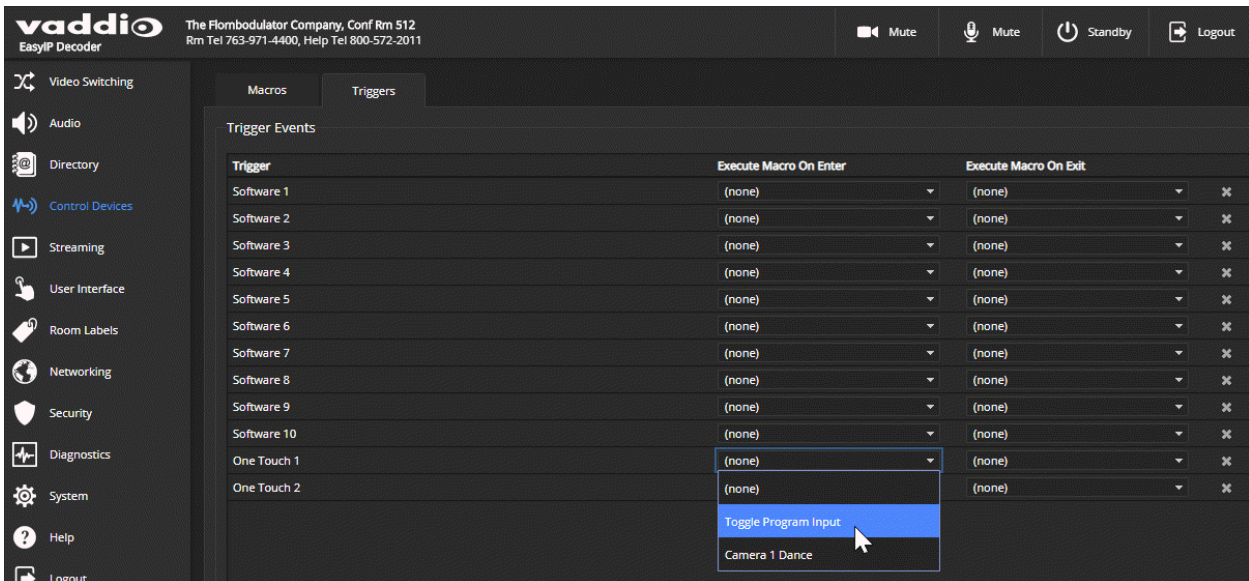 vaddio
EasyIP Decoder
The Flombodulator Company, Conf Rm 512
Rm Tel 763-971-4400, Help Tel 800-572-2011
Mute
Mute
Standby
Logout
Video Switching
Audio
Directory
Control Devices
Streaming
User Interface
Room Labels
Networking
Security
Diagnostics
System
Help
Logout
Macros
Triggers
Trigger Events
Trigger Execute Macro On Enter Execute Macro On Exit
Software 1 (none) (none)
Software 2 (none) (none)
Software 3 (none) (none)
Software 4 (none) (none)
Software 5 (none) (none)
Software 6 (none) (none)
Software 7 (none) (none)
Software 8 (none) (none)
Software 9 (none) (none)
Software 10 (none) (none)
One Touch 1 (none) (none)
One Touch 2 (none) (none)
Toggle Program Input
Camera 1 Dance